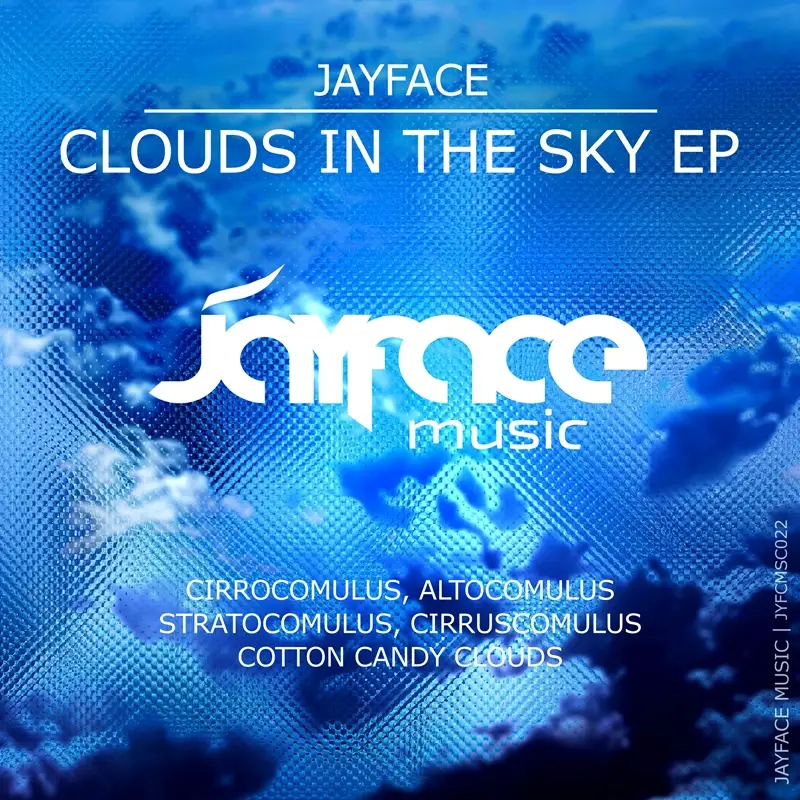 JAYFACE
CLOUDS IN THE SKY EP
jayface
music
CIRROCOMULUS, ALTOCOMULUS
STRATOCOMULUS, CIRRUSCOMULUS
COTTON CANDY CLOUDS
JAYFACE MUSIC | JYFCMSC022